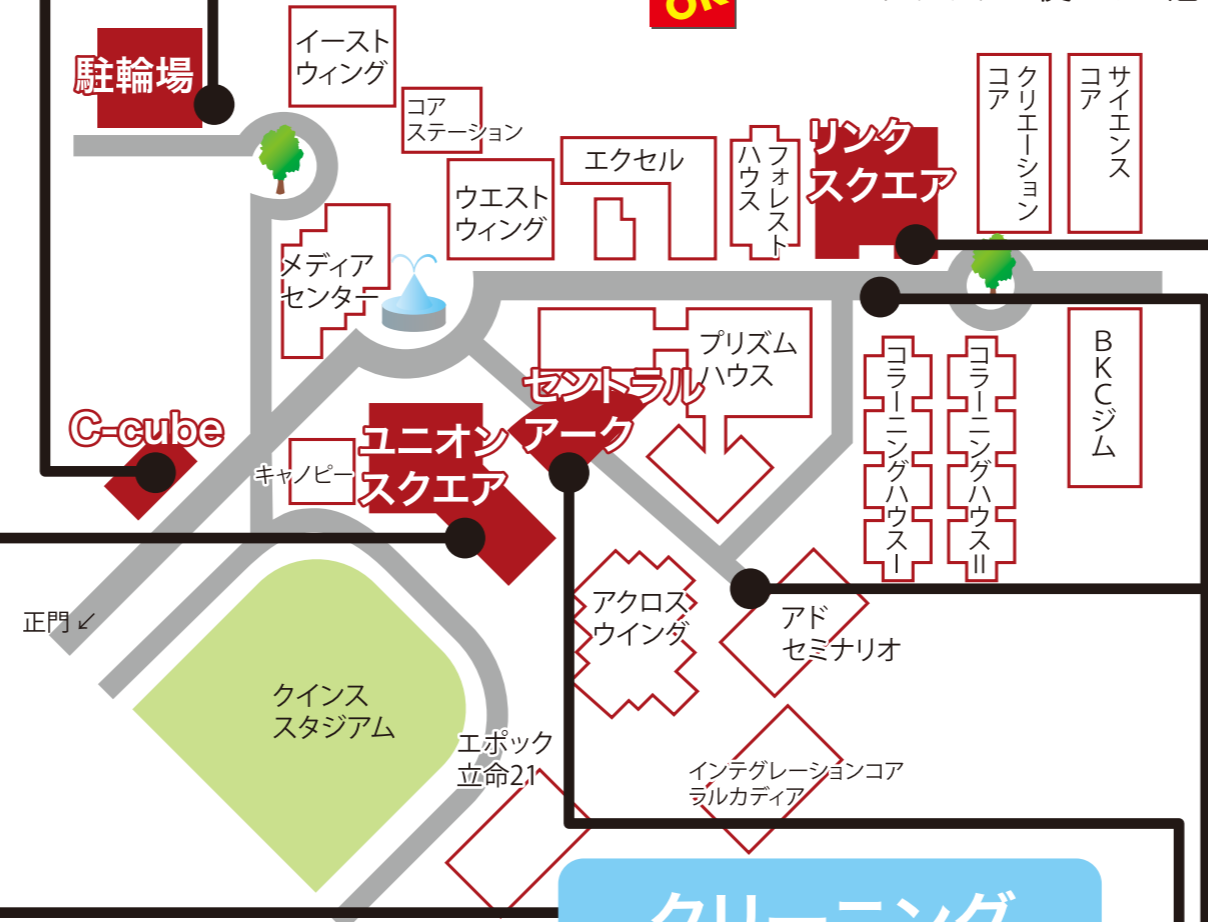 OK
駐輪場
イースト
ウィング
コア
ステーション
ウエスト
ウィング
エクセル
フォレスト
ハウス
リンク
スクエア
クリエーション
コア
サイエンス
コア
メディア
センター
プリズム
ハウス
セントラル
アーク
C-cube
キャノピー
ユニオン
スクエア
コラーニングハウスⅠ
コラーニングハウスⅡ
BKCジム
正門↙
アクロス
ウインダ
アド
セミナリオ
クインス
スタジアム
エポック
立命21
インテグレーションコア
ラルカディア
クリーニング